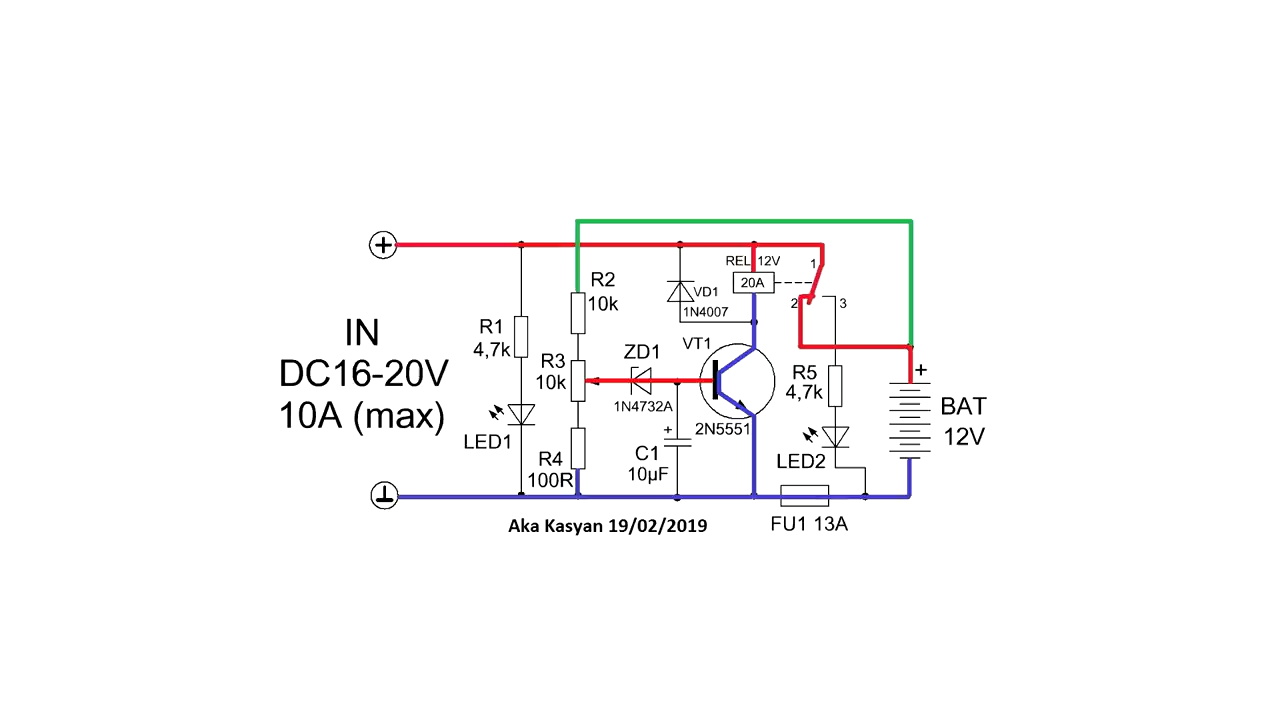 REL 12V
20A
1
2
3
+
R2
10k
VD1
1N4007
IN
DC16-20V
10A (max)
R1
4,7k
LED1
R3
10k
ZD1
1N4732A
VT1
2N5551
R4
100R
+
C1
10µF
R5
4,7k
LED2
+
BAT
12V
FU1 13A
Aka Kasyan 19/02/2019